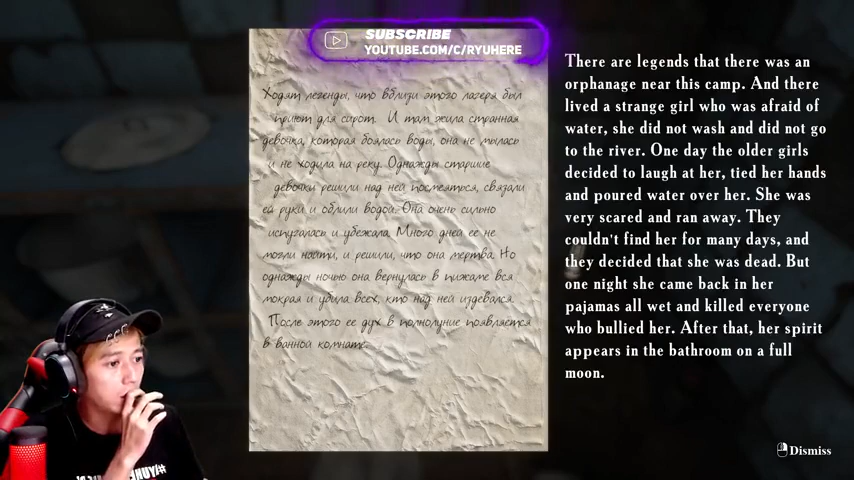 SUBSCRIBE
YOUTUBE.COM/C/RYUHERE
Ходят легенды, что вблизи этого лагеря был
приют для сирот. И там жила странная
девочка, которая боялась воды, она не мылась
и не ходила на реку. Однажды старшие
девочки решили над ней посмеяться, связали
ей руки и облили водой. Она очень сильно
испугалась и убежала. Много дней ее не
могли найти, и решили, что она мертва. Но
однажды ночью она вернулась в пижаме вся
мокрая и убила всех, кто над ней издевался.
После этого ее дух в полнолуние появляется
в ванной комнате.
There are legends that there was an
orphanage near this camp. And there
lived a strange girl who was afraid of
water, she did not wash and did not go
to the river. One day the older girls
decided to laugh at her, tied her hands
and poured water over her. She was
very scared and ran away. They
couldn't find her for many days, and
they decided that she was dead. But
one night she came back in her
pajamas all wet and killed everyone
who bullied her. After that, her spirit
appears in the bathroom on a full
moon.
Dismiss